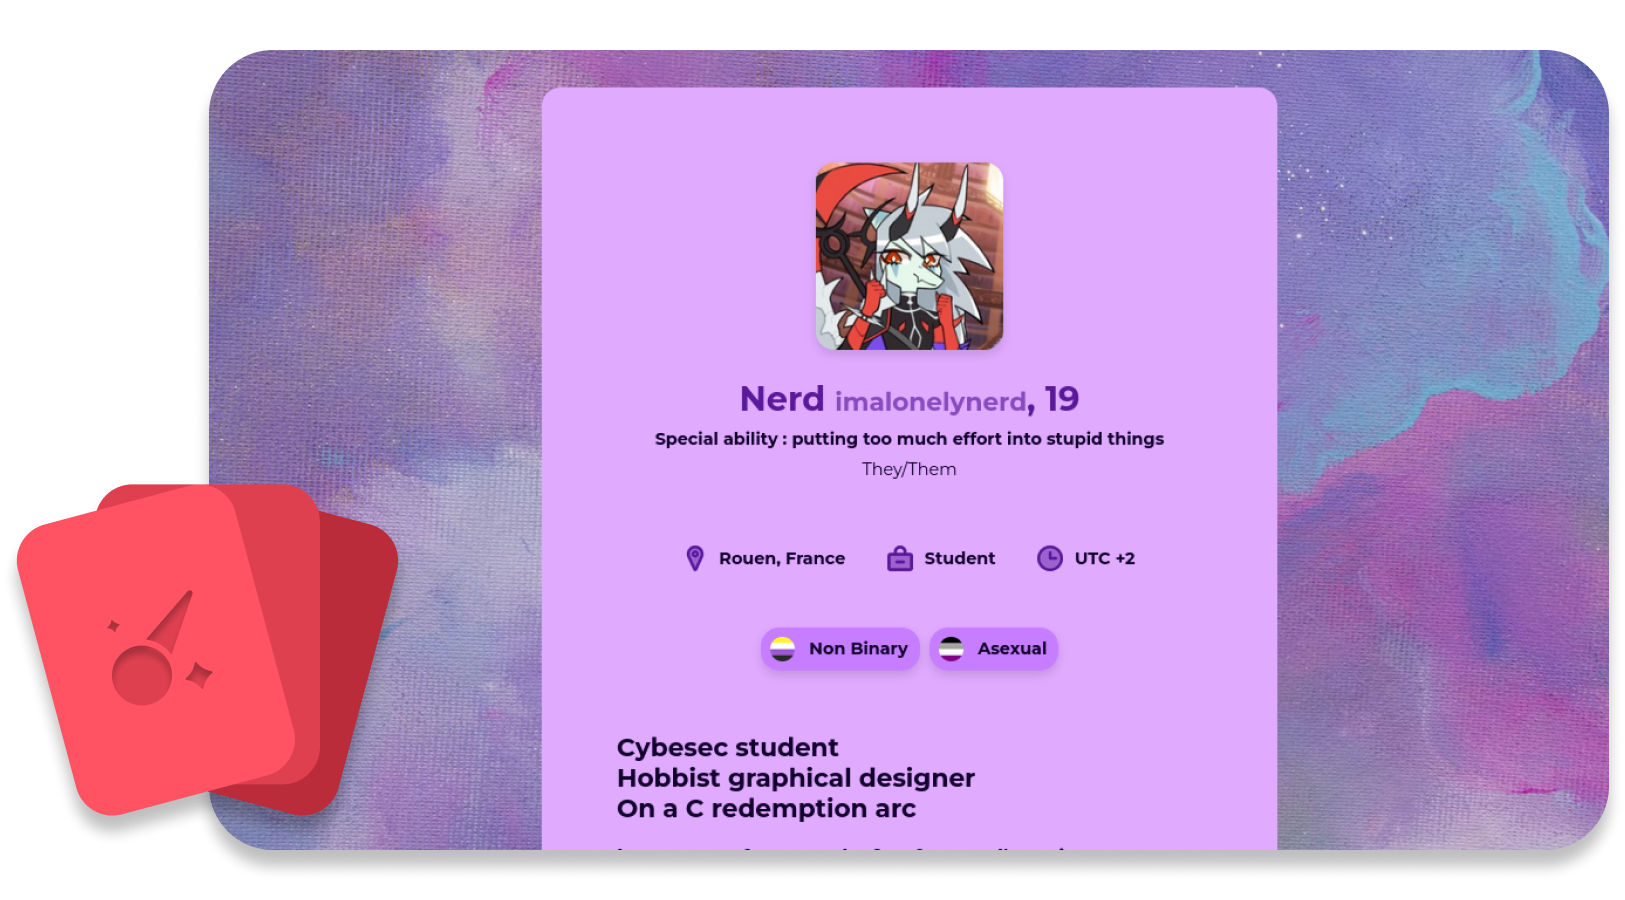 Nerd imalonelynerd, 19
Special ability : putting too much effort into stupid things
They/Them
Rouen, France Student UTC +2
Non Binary Asexual
Cybesec student
Hobbist graphical designer
On a C redemption arc